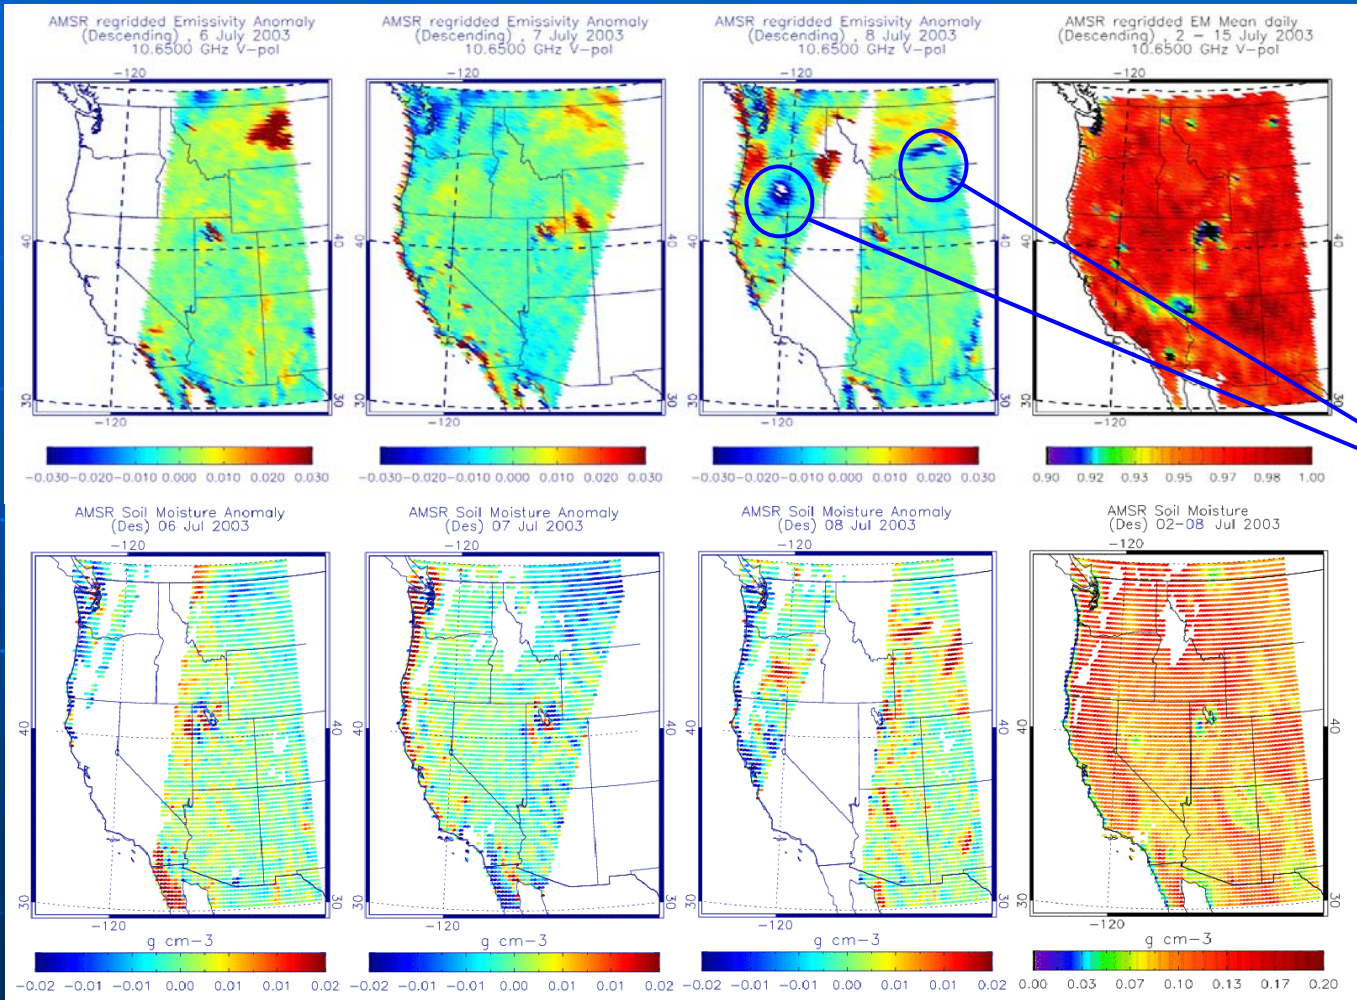 AMSR regridded Emissivity Anomaly
(Descending) , 6 July 2003
10.6500 GHz V-pol
-120
40
30
-120
-0.030-0.020-0.010 0.000 0.010 0.020 0.030
AMSR regridded Emissivity Anomaly
(Descending) , 7 July 2003
10.6500 GHz V-pol
-120
40
30
-120
-0.030-0.020-0.010 0.000 0.010 0.020 0.030
AMSR regridded Emissivity Anomaly
(Descending) , 8 July 2003
10.6500 GHz V-pol
-120
40
40
30
30
-120
-0.030-0.020-0.010 0.000 0.010 0.020 0.030
AMSR regridded EM Mean daily
(Descending) , 2 - 15 July 2003
10.6500 GHz V-pol
-120
40
40
30
30
-120
0.90 0.92 0.93 0.95 0.97 0.98 1.00
AMSR Soil Moisture Anomaly
(Des) 06 Jul 2003
-120
40
40
30
30
-120
g cm-3
-0.02 -0.01 -0.01 0.00 0.01 0.01 0.02
AMSR Soil Moisture Anomaly
(Des) 07 Jul 2003
-120
40
30
-120
g cm-3
-0.02 -0.01 -0.01 0.00 0.01 0.01 0.02
AMSR Soil Moisture Anomaly
(Des) 08 Jul 2003
-120
40
40
30
30
-120
g cm-3
-0.02 -0.01 -0.01 0.00 0.01 0.01 0.02
AMSR Soil Moisture
(Des) 02-08 Jul 2003
-120
40
40
30
30
-120
g cm-3
0.00 0.03 0.07 0.10 0.13 0.17 0.20